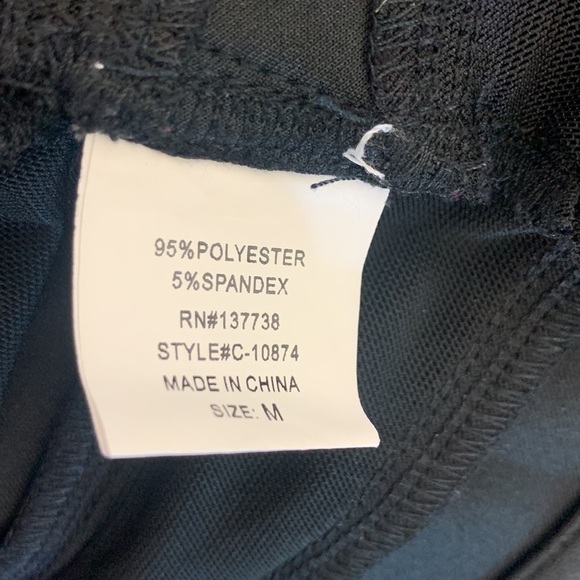 95%POLYESTER
5%SPANDEX
RN#137738
STYLE#C-10874
MADE IN CHINA
SIZE: M